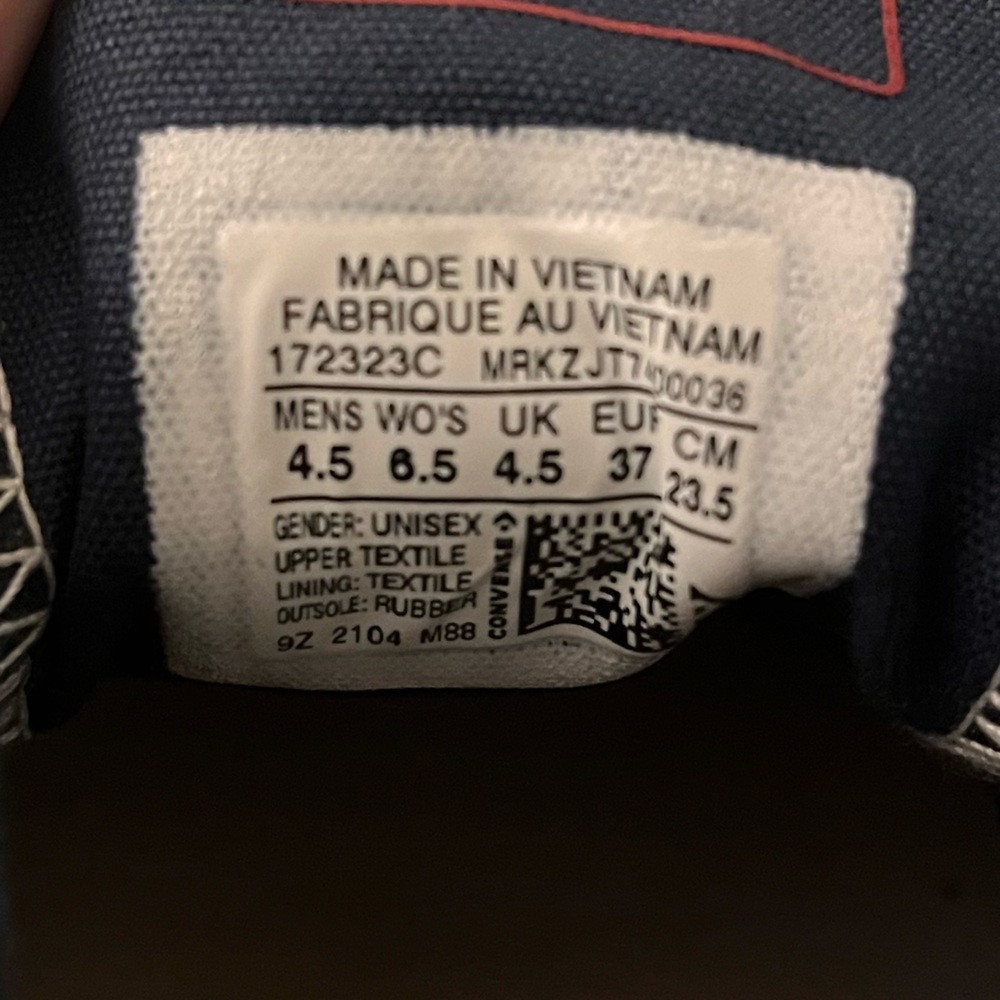 MADE IN VIETNAM
FABRIQUE AU VIETNAM
172323C
MENS WO'S UK EUR CM
4.5 6.5 4.5 37 23.5
GENDER: UNISEX
UPPER TEXTILE
LINING: TEXTILE
OUTSOLE: RUBBER
9Z 2104 M88
CONVERSE